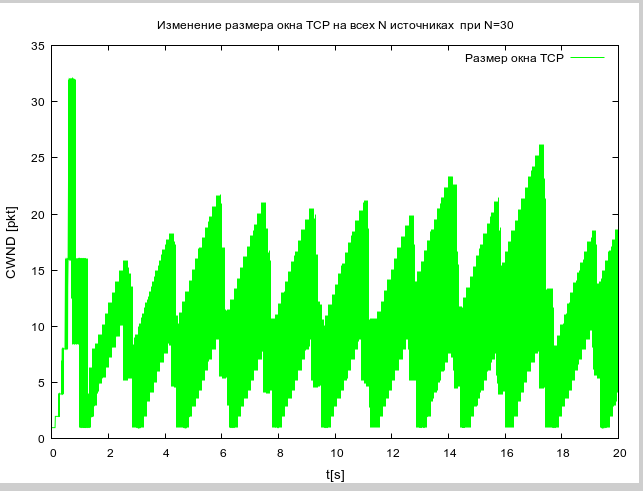 Изменение размера окна TCP на всех N источниках  при N=30
Размер окна TCP
CWND [pkt]
35
30
25
20
15
10
5
0
0 2 4 6 8 10 12 14 16 18 20
t[s]